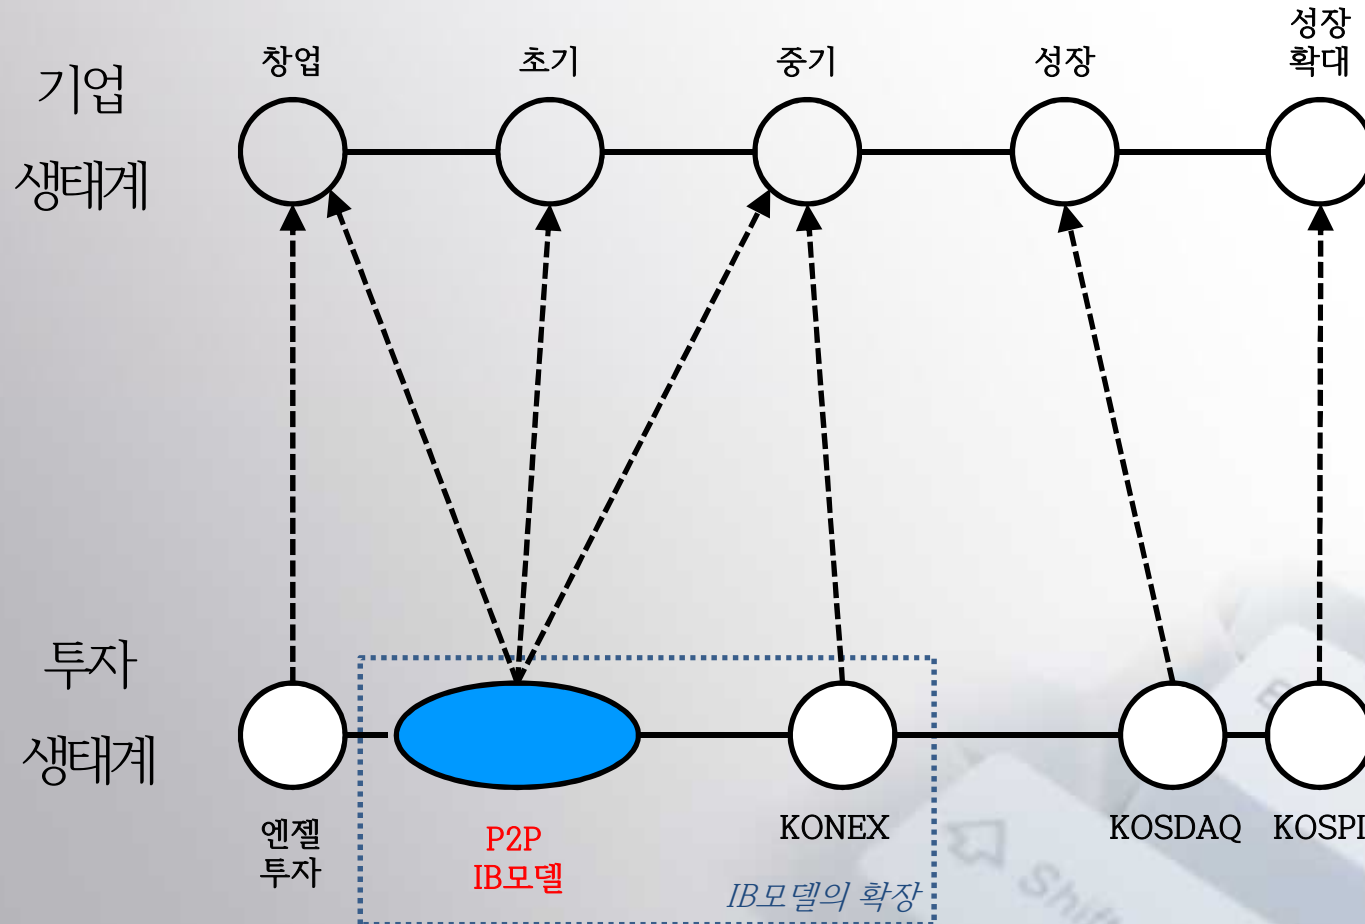 기업
생태계
창업
초기
중기
성장
성장
확대
투자
생태계
엔젤
투자
P2P
IB모델
KONEX
KOSDAQ
KOSPI
IB모델의 확장
Shift